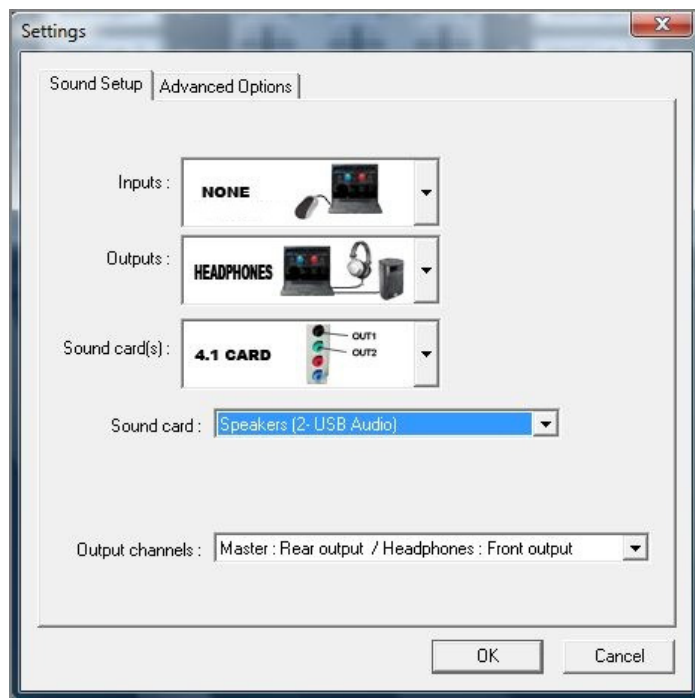 Settings
X
Sound Setup
Advanced Options
Inputs :
NONE
Outputs :
HEADPHONES
Sound card(s) :
4.1 CARD
OUT1
OUT2
Sound card :
Speakers (2- USB Audio)
Output channels :
Master : Rear output / Headphones : Front output
OK
Cancel